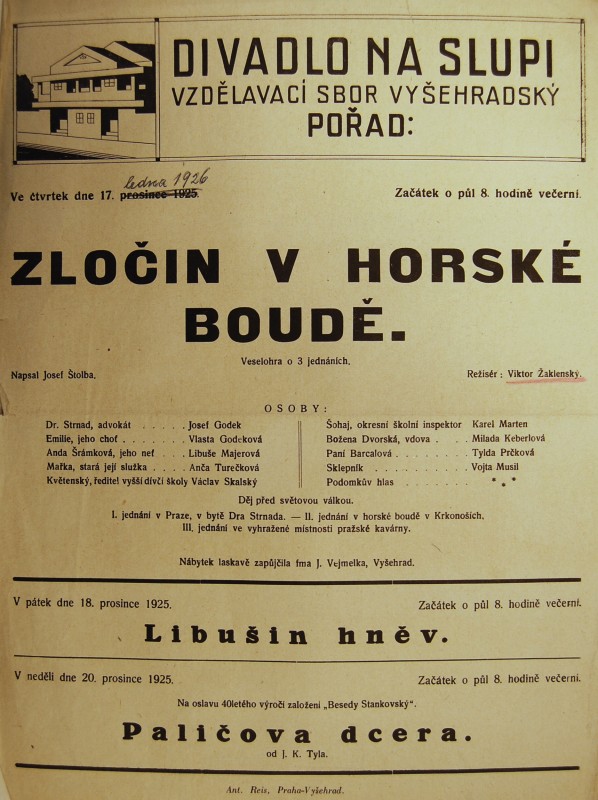 DIVADLO NA SLUPI
VZDĚLAVACÍ SBOR VYŠEHRADSKÝ
POŘAD:
ledna 1926
Ve čtvrtek dne 17. prosince 1925. Začátek o půl 8. hodině večerní.
ZLOČIN V HORSKÉ
BOUDĚ.
Veselohra o 3 jednáních.
Napsal Josef Štolba. Režisér: Viktor Žaklenský.
OSOBY:
Dr. Strnad, advokát . . . . . Josef Godek
Emilie, jeho choť . . . . . . . Vlasta Godeková
Anda Šrámková, jeho neť . . Libuše Majerová
Mařka, stará její služka . . . . Anča Turečková
Květenský, ředitel vyšší dívčí školy Václav Skalský
Šohaj, okresní školní inspektor Karel Marten
Božena Dvorská, vdova . . . . Milada Keberlová
Paní Barcalová . . . . . . . . Tylda Prčková
Sklepník . . . . . . . . . . Vojta Musil
Podomkův hlas . . . . . . . * * *
Děj před světovou válkou.
I. jednání v Praze, v bytě Dra Strnada. — II. jednání v horské boudě v Krkonoších,
III. jednání ve vyhražené místnosti pražské kavárny.
Nábytek laskavě zapůjčila fma J. Vejmelka, Vyšehrad.
V pátek dne 18. prosince 1925. Začátek o půl 8. hodině večerní.
Libušin hněv.
V neděli dne 20. prosince 1925. Začátek o půl 8. hodině večerní.
Na oslavu 40letého výročí založení „Besedy Stankovský“.
Paličova dcera.
od J. K. Tyla.
Ant. Reis, Praha-Vyšehrad.